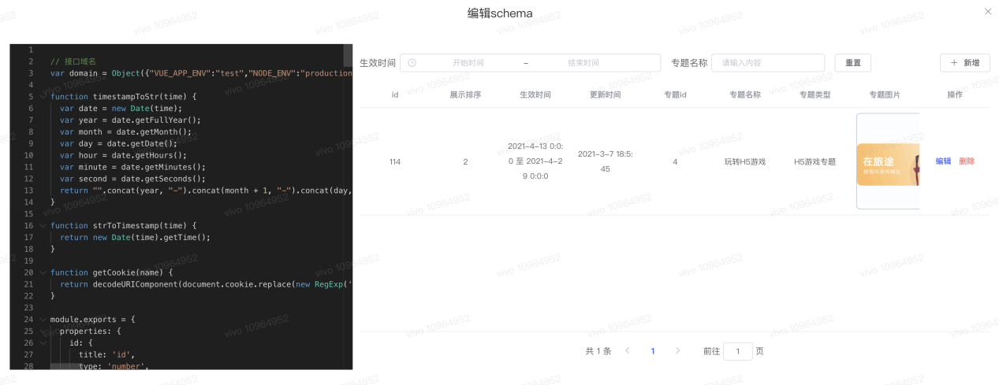 编辑schema
1
2 // 接口域名
3 var domain = Object({"VUE_APP_ENV":"test","NODE_ENV":"production
4
5 function timestampToStr(time) {
6 var date = new Date(time);
7 var year = date.getFullYear();
8 var month = date.getMonth();
9 var day = date.getDate();
10 var hour = date.getHours();
11 var minute = date.getMinutes();
12 var second = date.getSeconds();
13 return "".concat(year, "-").concat(month + 1, "-").concat(day,
14 }
15
16 function strToTimestamp(time) {
17 return new Date(time).getTime();
18 }
19
20 function getCookie(name) {
21 return decodeURIComponent(document.cookie.replace(new RegExp('
22 }
23
24 module.exports = {
25 properties: {
26 id: {
27 title: 'id',
28 type: 'number',
生效时间 开始时间 – 结束时间 专题名称 请输入内容 重置 + 新增
id 展示排序 生效时间 更新时间 专题id 专题名称 专题类型 专题图片 操作
114 2 2021-4-13 0:0:
0 至 2021-4-2
9 0:0:0
2021-3-7 18:5:
45
4 玩转H5游戏 H5游戏专题
在旅途
编辑 删除
共 1 条 1 前往 1 页
vivo 10964952